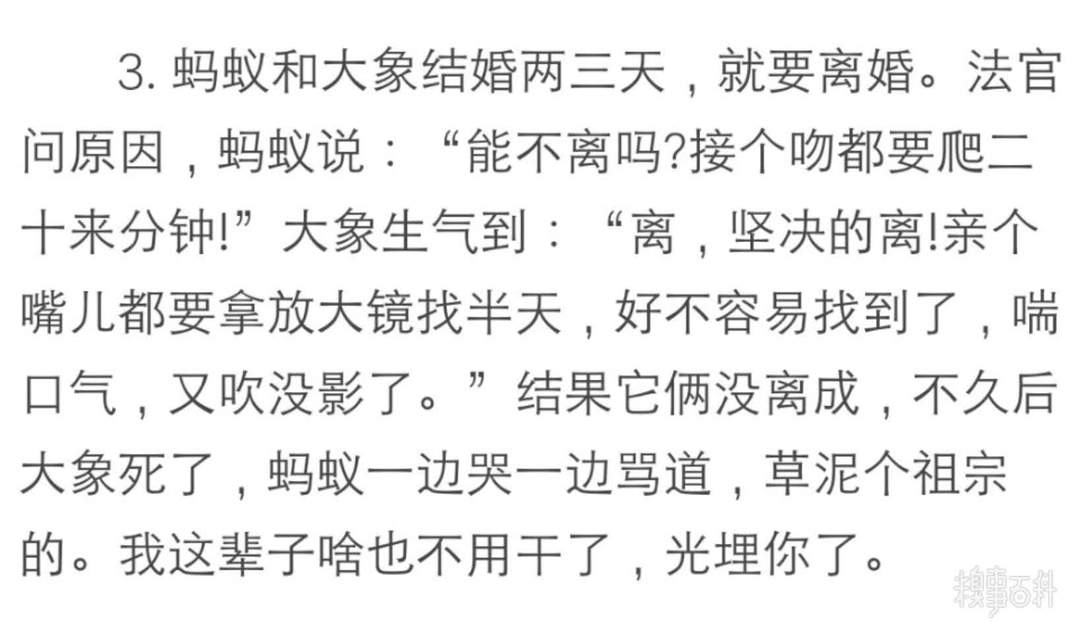 3. 蚂蚁和大象结婚两三天，就要离婚。法官
问原因，蚂蚁说：“能不离吗?接个吻都要爬二
十来分钟!”大象生气到：“离，坚决的离!亲个
嘴儿都要拿放大镜找半天，好不容易找到了，喘
口气，又吹没影了。”结果它俩没离成，不久后
大象死了，蚂蚁一边哭一边骂道，草泥个祖宗
的。我这辈子啥也不用干了，光埋你了。
糗事百科